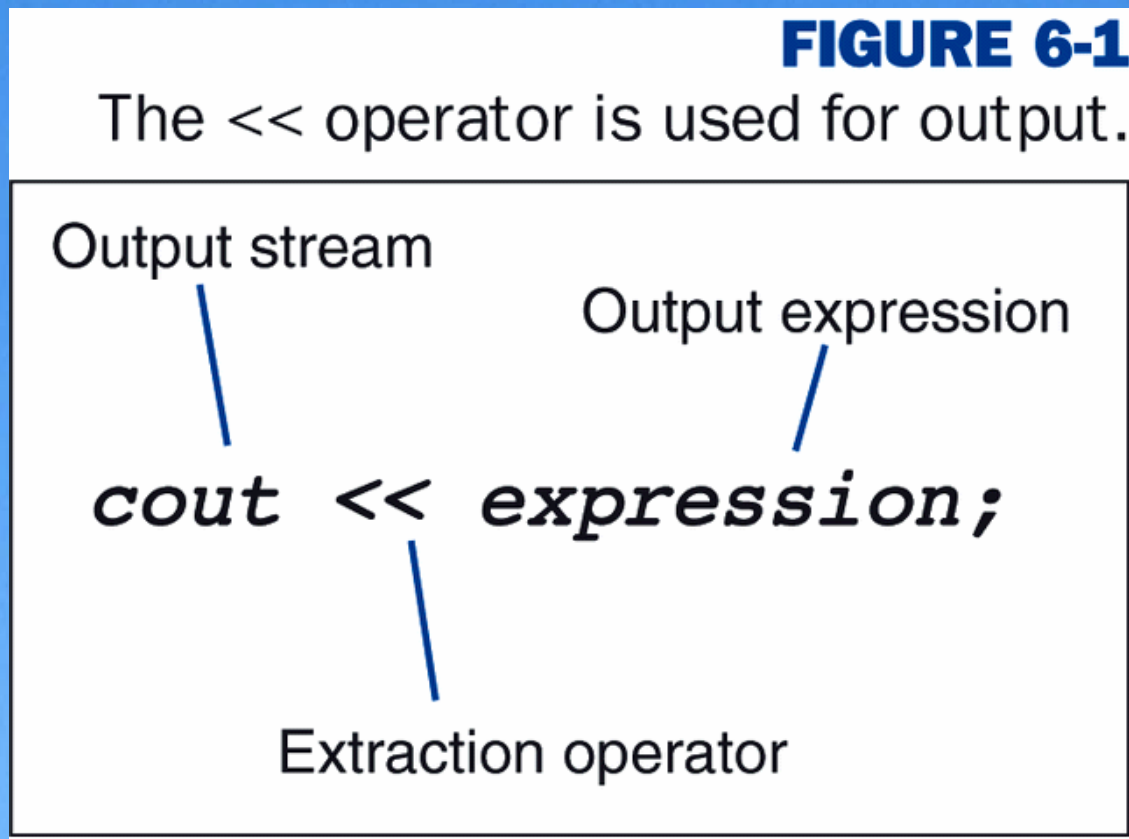 FIGURE 6-1
The << operator is used for output.
Output stream
Output expression
cout << expression;
Extraction operator